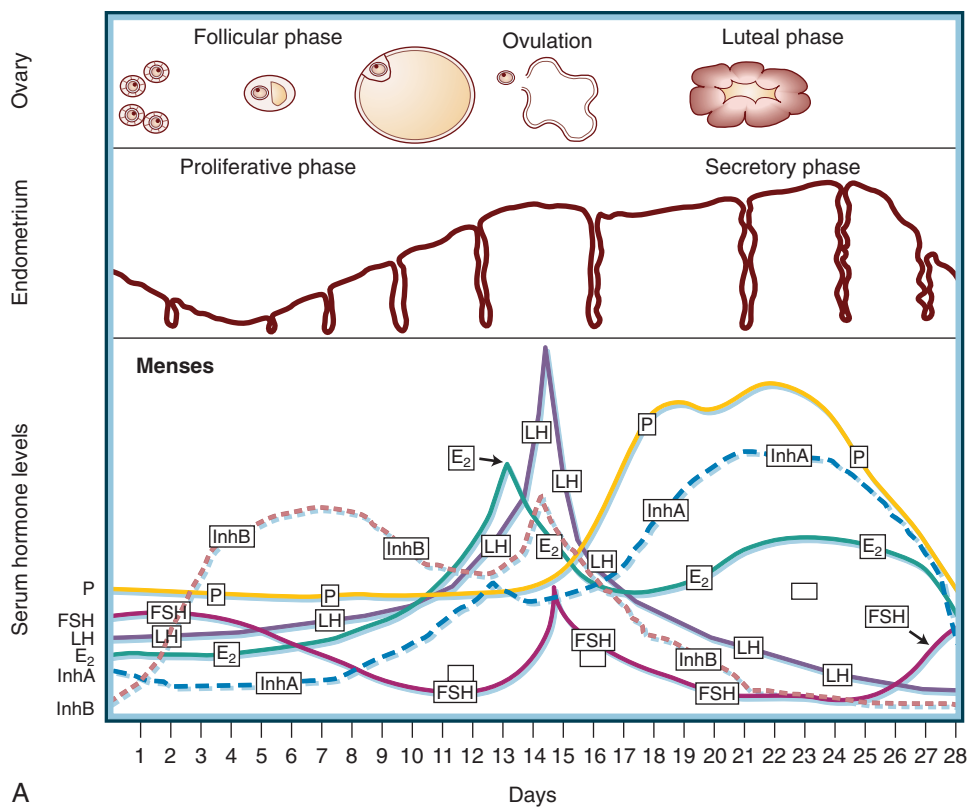 Ovary
Follicular phase
Ovulation
Luteal phase
Endometrium
Proliferative phase
Secretory phase
Serum hormone levels
Menses
LH
P
E₂
LH
P
InhA
LH
InhA
InhB
InhB
LH
E₂
E₂
LH
E₂
P
P
P
FSH
FSH
FSH
LH
LH
FSH
LH
LH
E₂
E₂
InhB
InhA
LH
InhA
FSH
FSH
InhB
1 2 3 4 5 6 7 8 9 10 11 12 13 14 15 16 17 18 19 20 21 22 23 24 25 26 27 28
A
Days